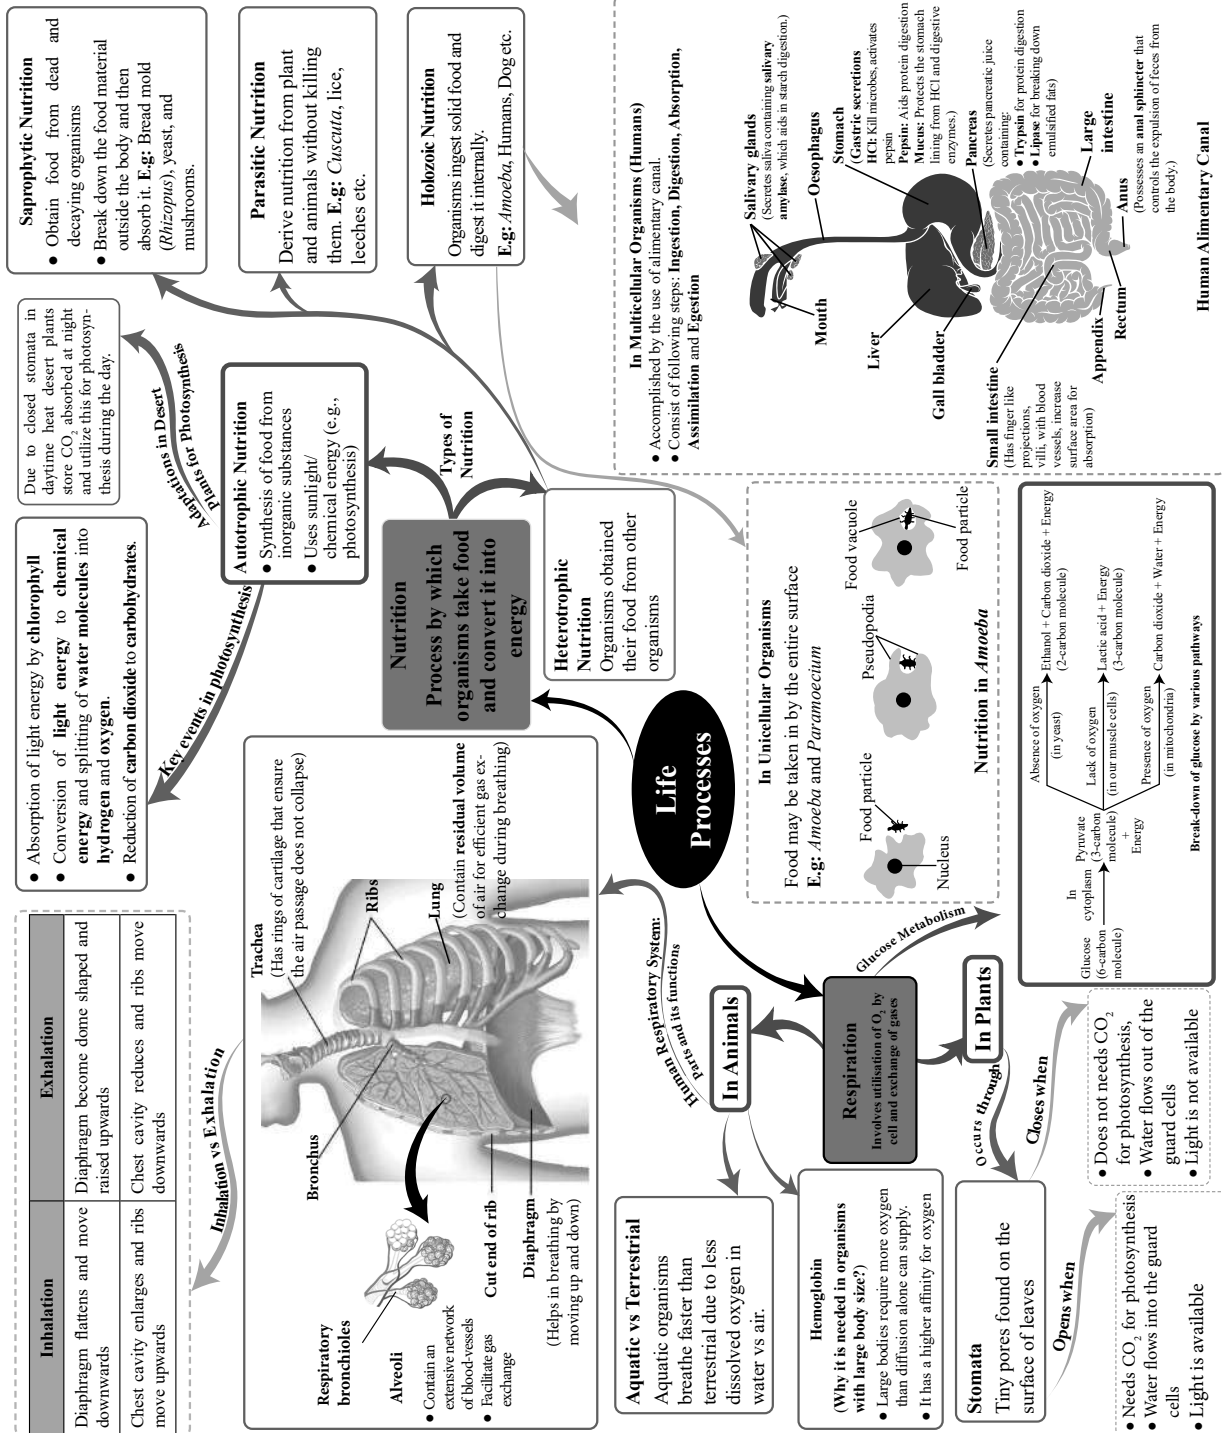 Life
Processes
Nutrition
Process by which
organisms take food
and convert it into
energy
Types of
Nutrition
Autotrophic Nutrition
● Synthesis of food from
inorganic substances
● Uses sunlight/
chemical energy (e.g.,
photosynthesis)
Key events in photosynthesis
● Absorption of light energy by chlorophyll
● Conversion of light energy to chemical
energy and splitting of water molecules into
hydrogen and oxygen.
● Reduction of carbon dioxide to carbohydrates.
Adaptations in Desert
Plants for Photosynthesis
Due to closed stomata in
daytime heat desert plants
store CO2 absorbed at night
and utilize this for photosyn-
thesis during the day.
Heterotrophic
Nutrition
Organisms obtained
their food from other
organisms
Saprophytic Nutrition
● Obtain food from dead and
decaying organisms
● Break down the food material
outside the body and then
absorb it. E.g: Bread mold
(Rhizopus), yeast, and
mushrooms.
Parasitic Nutrition
Derive nutrition from plant
and animals without killing
them. E.g: Cuscuta, lice,
leeches etc.
Holozoic Nutrition
Organisms ingest solid food and
digest it internally.
E.g: Amoeba, Humans, Dog etc.
In Multicellular Organisms (Humans)
● Accomplished by the use of alimentary canal.
● Consist of following steps: Ingestion, Digestion, Absorption,
Assimilation and Egestion
Salivary glands
(Secretes saliva containing salivary
amylase, which aids in starch digestion.)
Oesophagus
Stomach
(Gastric secretions
HCl: Kill microbes, activates
pepsin
Pepsin: Aids protein digestion
Mucus: Protects the stomach
lining from HCl and digestive
enzymes.)
Pancreas
(Secretes pancreatic juice
containing:
● Trypsin for protein digestion
● Lipase for breaking down
emulsified fats)
Large
intestine
Anus
(Possesses an anal sphincter that
controls the expulsion of feces from
the body.)
Mouth
Liver
Gall bladder
Small intestine
(Has finger like
projections,
villi, with blood
vessels, increase
surface area for
absorption)
Appendix
Rectum
Human Alimentary Canal
In Unicellular Organisms
Food may be taken in by the entire surface
E.g: Amoeba and Paramoecium
Food particle
Nucleus
Pseudopodia
Food vacuole
Food particle
Nutrition in Amoeba
Respiration
Involves utilisation of O2 by
cell and exchange of gases
Glucose Metabolism
Glucose
(6-carbon
molecule)
In
cytoplasm
Pyruvate
(3-carbon
molecule)
+
Energy
Absence of oxygen
(in yeast)
Ethanol + Carbon dioxide + Energy
(2-carbon molecule)
Lack of oxygen
(in our muscle cells)
Lactic acid + Energy
(3-carbon molecule)
Presence of oxygen
(in mitochondria)
Carbon dioxide + Water + Energy
Break-down of glucose by various pathways
In Animals
Human Respiratory System:
Parts and its functions
Trachea
(Has rings of cartilage that ensure
the air passage does not collapse)
Ribs
Lung
(Contain residual volume
of air for efficient gas ex-
change during breathing)
Bronchus
Respiratory
bronchioles
Alveoli
● Contain an
extensive network
of blood-vessels
● Facilitate gas
exchange
Cut end of rib
Diaphragm
(Helps in breathing by
moving up and down)
Inhalation vs Exhalation
Inhalation
Exhalation
Diaphragm flattens and move
downwards
Diaphragm become dome shaped and
raised upwards
Chest cavity enlarges and ribs
move upwards
Chest cavity reduces and ribs move
downwards
Aquatic vs Terrestrial
Aquatic organisms
breathe faster than
terrestrial due to less
dissolved oxygen in
water vs air.
Hemoglobin
(Why it is needed in organisms
with large body size?)
● Large bodies require more oxygen
than diffusion alone can supply.
● It has a higher affinity for oxygen
In Plants
Occurs through
Stomata
Tiny pores found on the
surface of leaves
Opens when
● Needs CO2 for photosynthesis
● Water flows into the guard
cells
● Light is available
Closes when
● Does not needs CO2
for photosynthesis,
● Water flows out of the
guard cells
● Light is not available